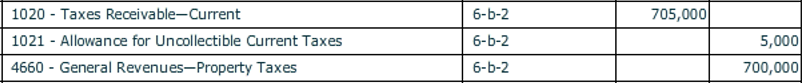 1020 - Taxes Receivable—Current 6-b-2 705,000
1021 - Allowance for Uncollectible Current Taxes 6-b-2 5,000
4660 - General Revenues—Property Taxes 6-b-2 700,000